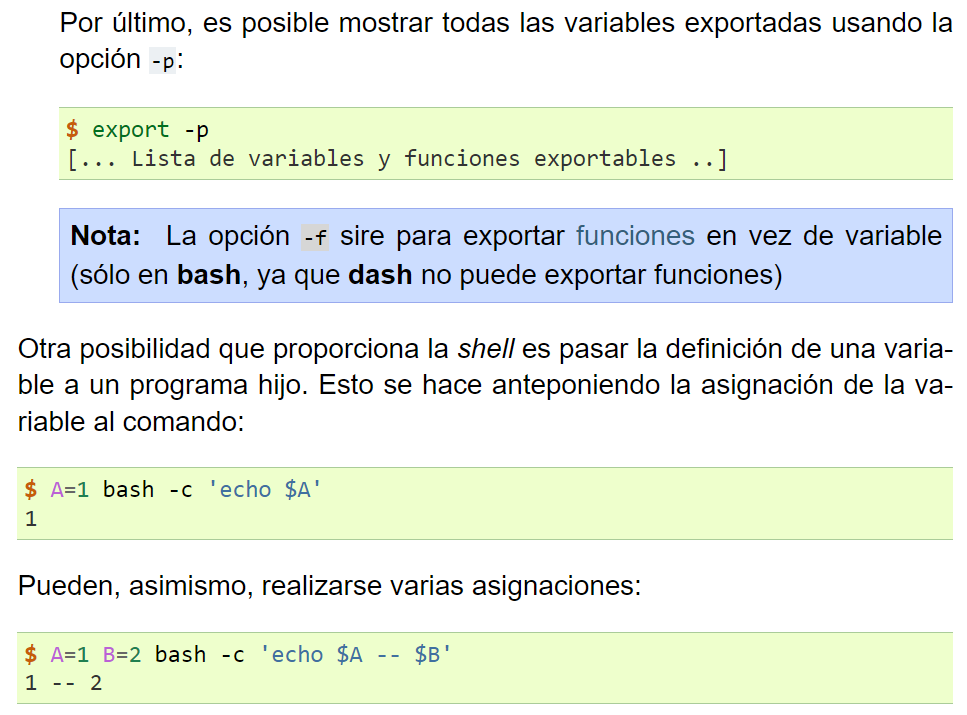 Por último, es posible mostrar todas las variables exportadas usando la
opción -p:
$ export -p
[... Lista de variables y funciones exportables ..]
Nota: La opción -f sire para exportar funciones en vez de variable
(sólo en bash, ya que dash no puede exportar funciones)
Otra posibilidad que proporciona la shell es pasar la definición de una varia-
ble a un programa hijo. Esto se hace anteponiendo la asignación de la va-
riable al comando:
$ A=1 bash -c 'echo $A'
1
Pueden, asimismo, realizarse varias asignaciones:
$ A=1 B=2 bash -c 'echo $A -- $B'
1 -- 2